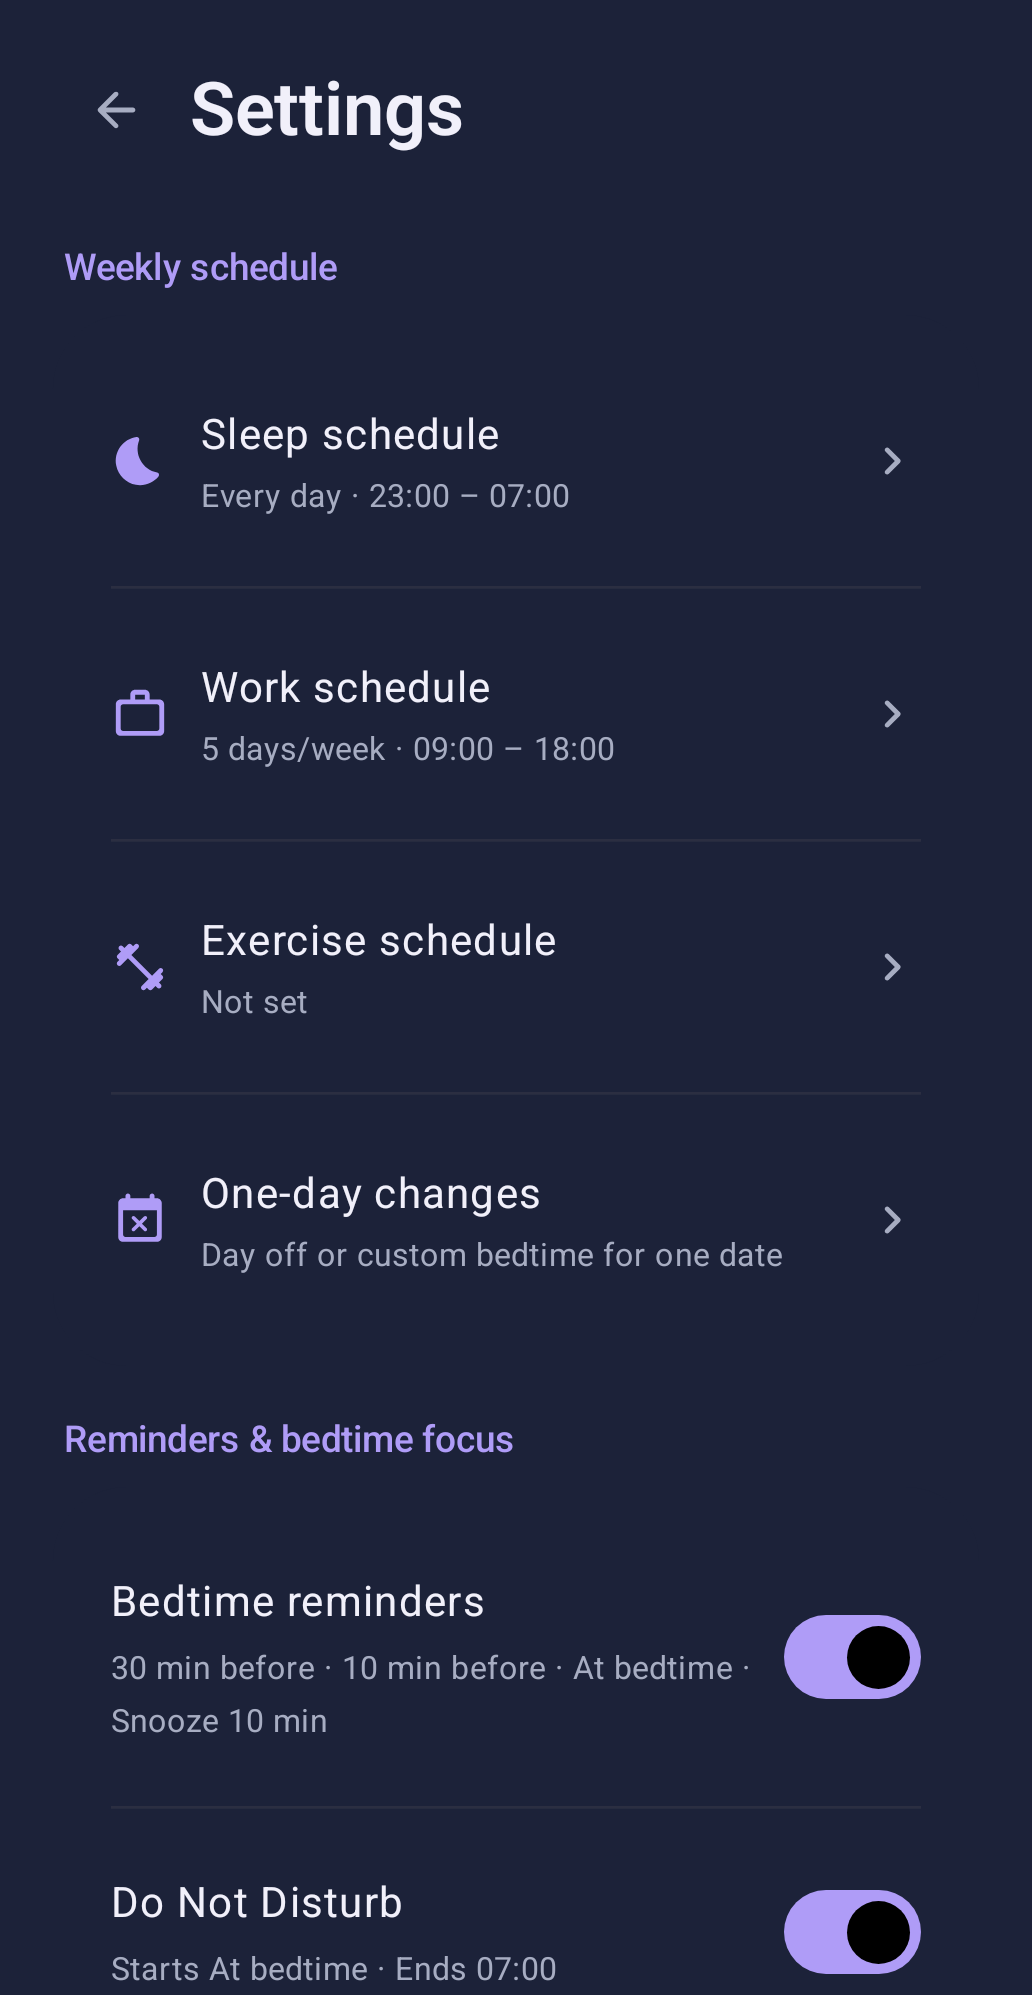 Settings
Weekly schedule
Sleep schedule
Every day · 23:00 – 07:00
Work schedule
5 days/week · 09:00 – 18:00
Exercise schedule
Not set
One-day changes
Day off or custom bedtime for one date
Reminders & bedtime focus
Bedtime reminders
30 min before · 10 min before · At bedtime ·
Snooze 10 min
Do Not Disturb
Starts At bedtime · Ends 07:00